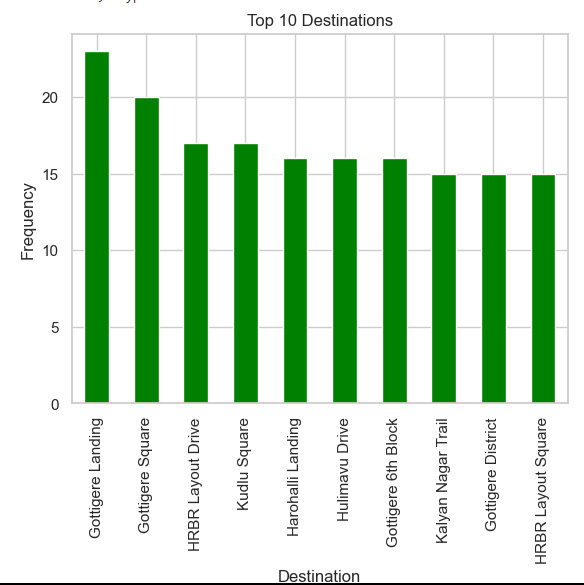 Top 10 Destinations
Frequency
20
15
10
5
0
Gottigere Landing
Gottigere Square
HRBR Layout Drive
Kudlu Square
Harohalli Landing
Hulimavu Drive
Gottigere 6th Block
Kalyan Nagar Trail
Gottigere District
HRBR Layout Square
Destination